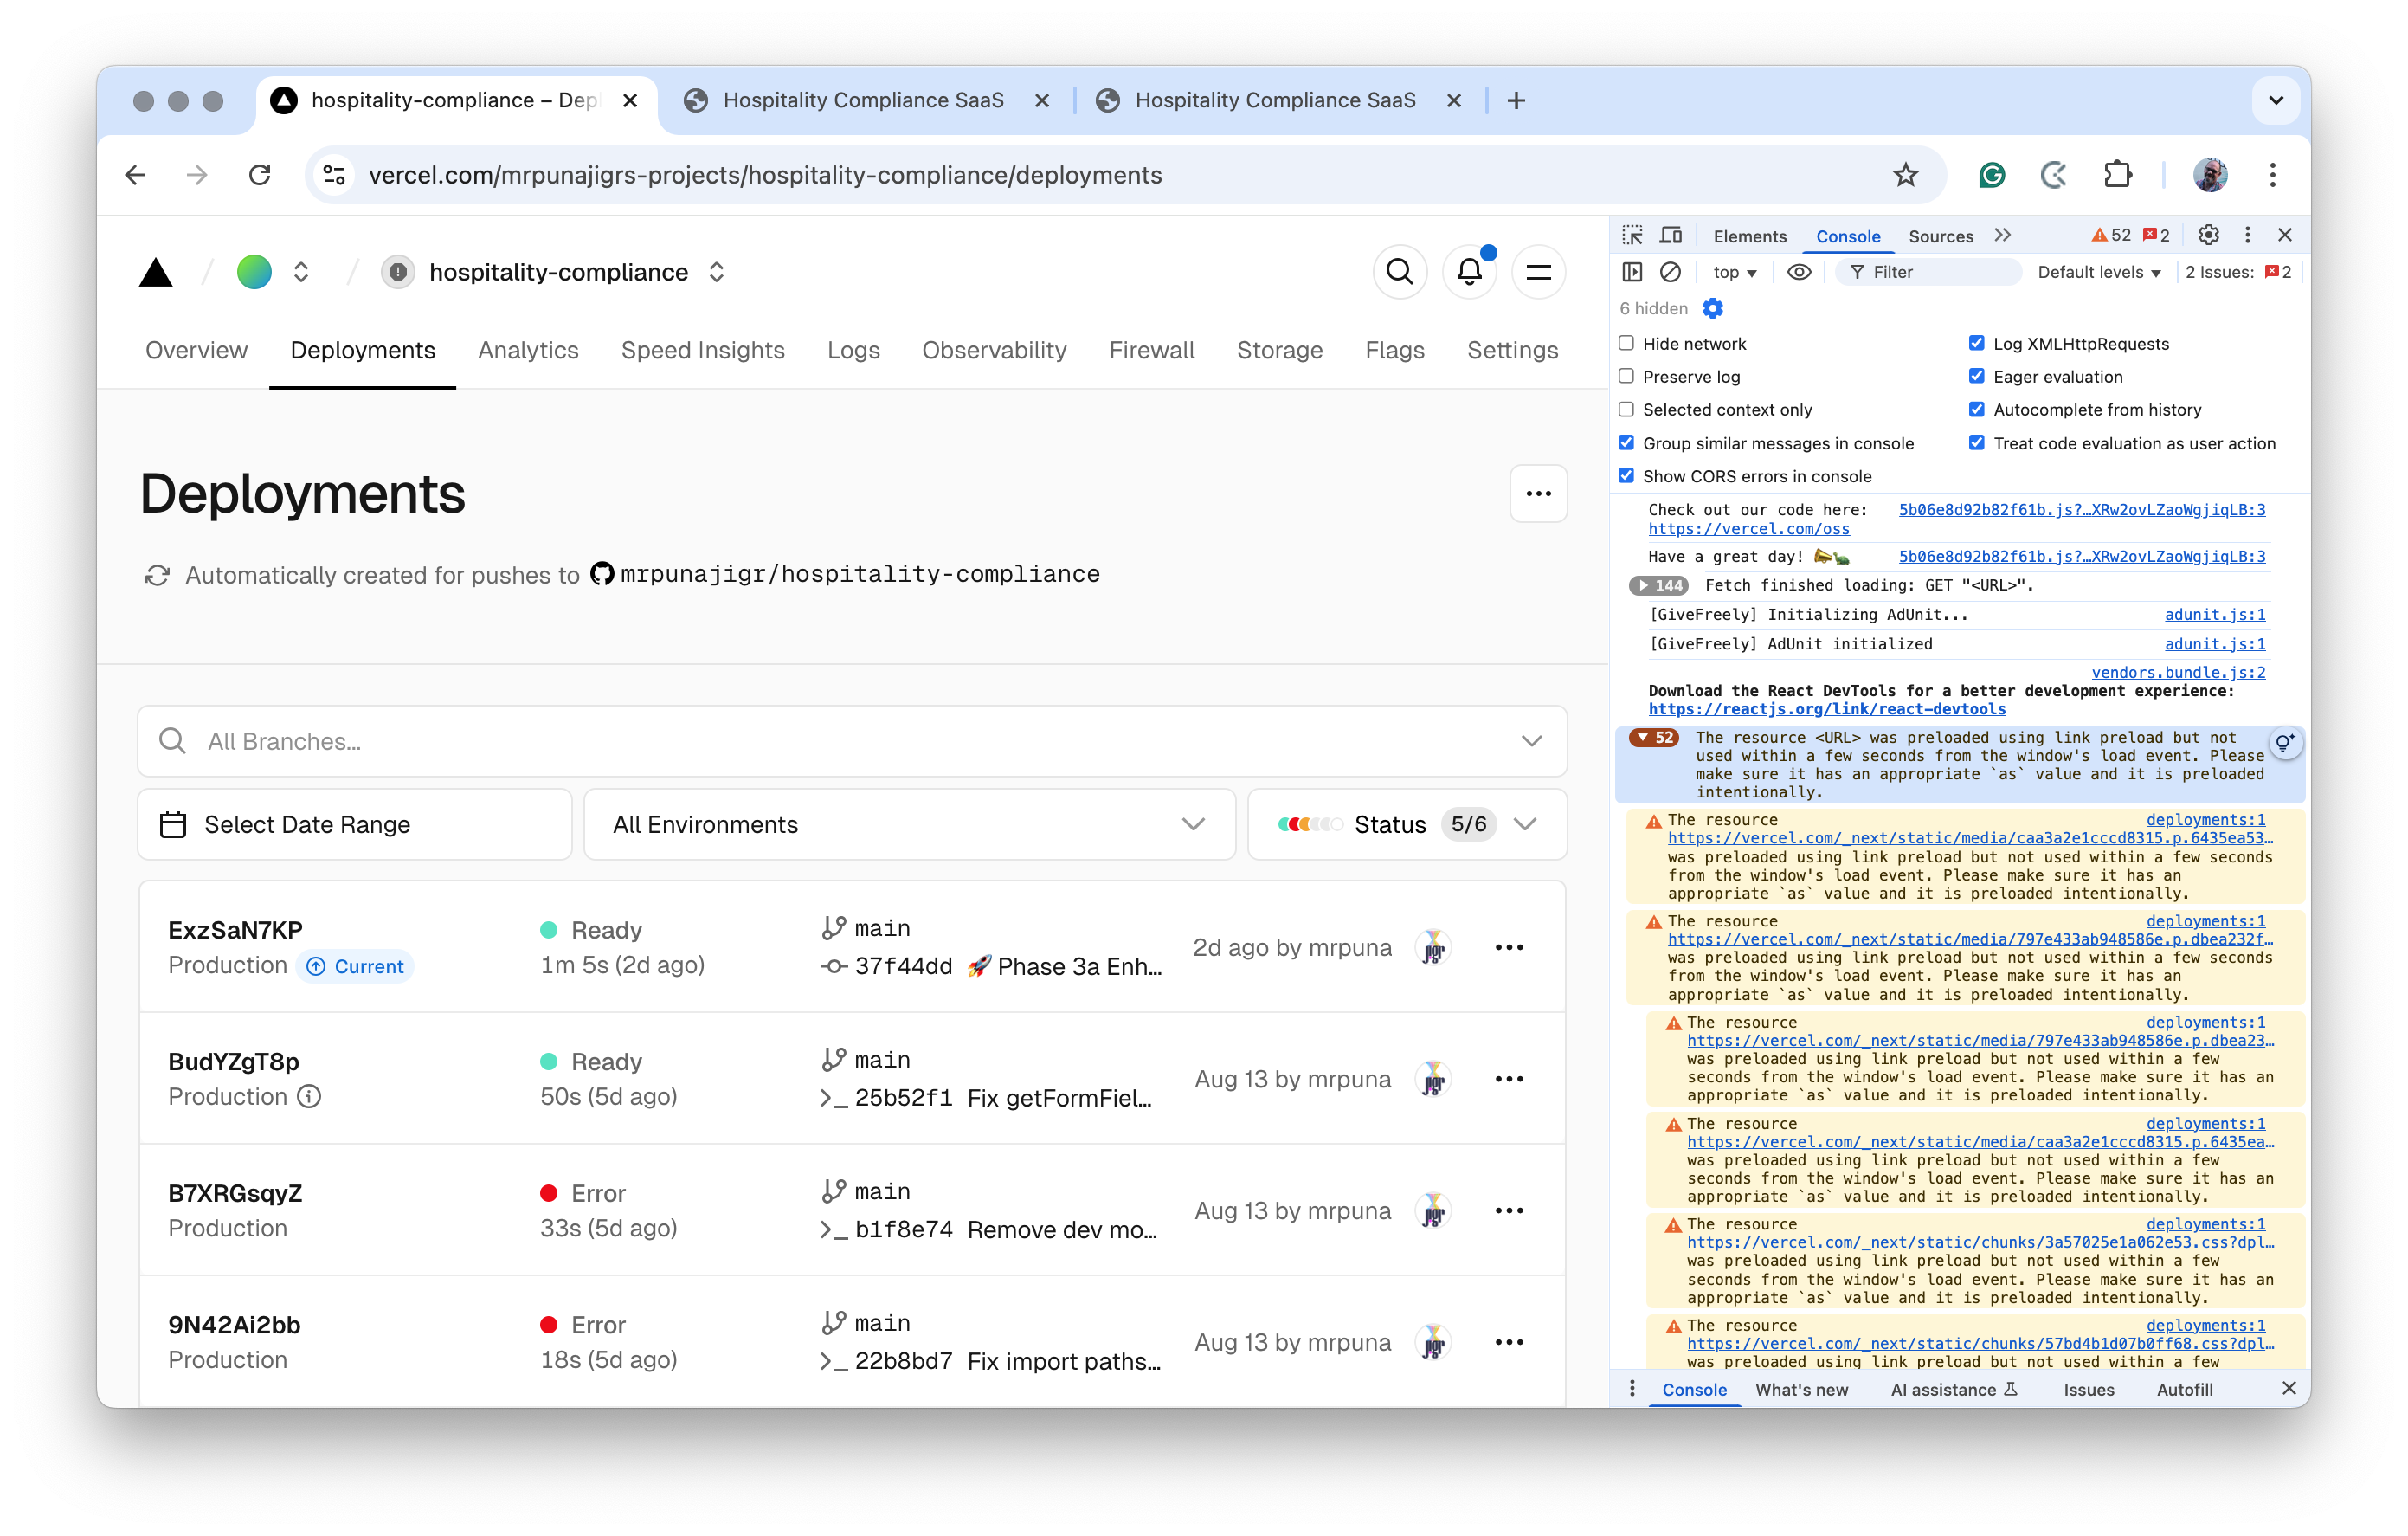 hospitality-compliance – Dep
Hospitality Compliance SaaS
Hospitality Compliance SaaS
vercel.com/mrpunajigrs-projects/hospitality-compliance/deployments
hospitality-compliance
Overview
Deployments
Analytics
Speed Insights
Logs
Observability
Firewall
Storage
Flags
Settings
Deployments
Automatically created for pushes to mrpunajigr/hospitality-compliance
All Branches...
Select Date Range
All Environments
Status 5/6
ExzSaN7KP
Production Current
Ready
1m 5s (2d ago)
main
37f44dd 🚀 Phase 3a Enh...
2d ago by mrpuna
jgr
BudYZgT8p
Production
Ready
50s (5d ago)
main
25b52f1 Fix getFormFiel...
Aug 13 by mrpuna
jgr
B7XRGsqyZ
Production
Error
33s (5d ago)
main
b1f8e74 Remove dev mo...
Aug 13 by mrpuna
jgr
9N42Ai2bb
Production
Error
18s (5d ago)
main
22b8bd7 Fix import paths...
Aug 13 by mrpuna
jgr
Elements Console Sources 52 2
top Filter Default levels 2 Issues: 2
6 hidden
Hide network Log XMLHttpRequests
Preserve log Eager evaluation
Selected context only Autocomplete from history
Group similar messages in console Treat code evaluation as user action
Show CORS errors in console
Check out our code here: 5b06e8d92b82f61b.js?…XRw2ovLZaoWgjiqLB:3
https://vercel.com/oss
Have a great day! 📣🐢 5b06e8d92b82f61b.js?…XRw2ovLZaoWgjiqLB:3
144 Fetch finished loading: GET "<URL>".
[GiveFreely] Initializing AdUnit... adunit.js:1
[GiveFreely] AdUnit initialized adunit.js:1
vendors.bundle.js:2
Download the React DevTools for a better development experience:
https://reactjs.org/link/react-devtools
52 The resource <URL> was preloaded using link preload but not
used within a few seconds from the window's load event. Please
make sure it has an appropriate `as` value and it is preloaded
intentionally.
The resource deployments:1
https://vercel.com/_next/static/media/caa3a2e1cccd8315.p.6435ea53…
was preloaded using link preload but not used within a few seconds
from the window's load event. Please make sure it has an
appropriate `as` value and it is preloaded intentionally.
The resource deployments:1
https://vercel.com/_next/static/media/797e433ab948586e.p.dbea232f…
was preloaded using link preload but not used within a few seconds
from the window's load event. Please make sure it has an
appropriate `as` value and it is preloaded intentionally.
The resource deployments:1
https://vercel.com/_next/static/media/797e433ab948586e.p.dbea23…
was preloaded using link preload but not used within a few
seconds from the window's load event. Please make sure it has an
appropriate `as` value and it is preloaded intentionally.
The resource deployments:1
https://vercel.com/_next/static/media/caa3a2e1cccd8315.p.6435ea…
was preloaded using link preload but not used within a few
seconds from the window's load event. Please make sure it has an
appropriate `as` value and it is preloaded intentionally.
The resource deployments:1
https://vercel.com/_next/static/chunks/3a57025e1a062e53.css?dpl…
was preloaded using link preload but not used within a few
seconds from the window's load event. Please make sure it has an
appropriate `as` value and it is preloaded intentionally.
The resource deployments:1
https://vercel.com/_next/static/chunks/57bd4b1d07b0ff68.css?dpl…
was preloaded using link preload but not used within a few
Console What's new AI assistance Issues Autofill